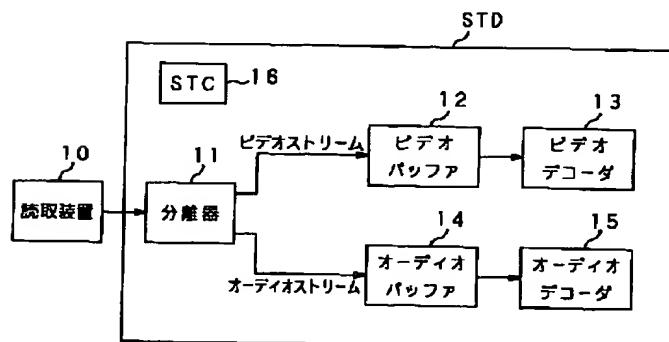 STD
STC
16
12
13
ビデオストリーム
ビデオ
バッファ
ビデオ
デコーダ
10
11
読取装置
分離器
14
15
オーディオストリーム
オーディオ
バッファ
オーディオ
デコーダ